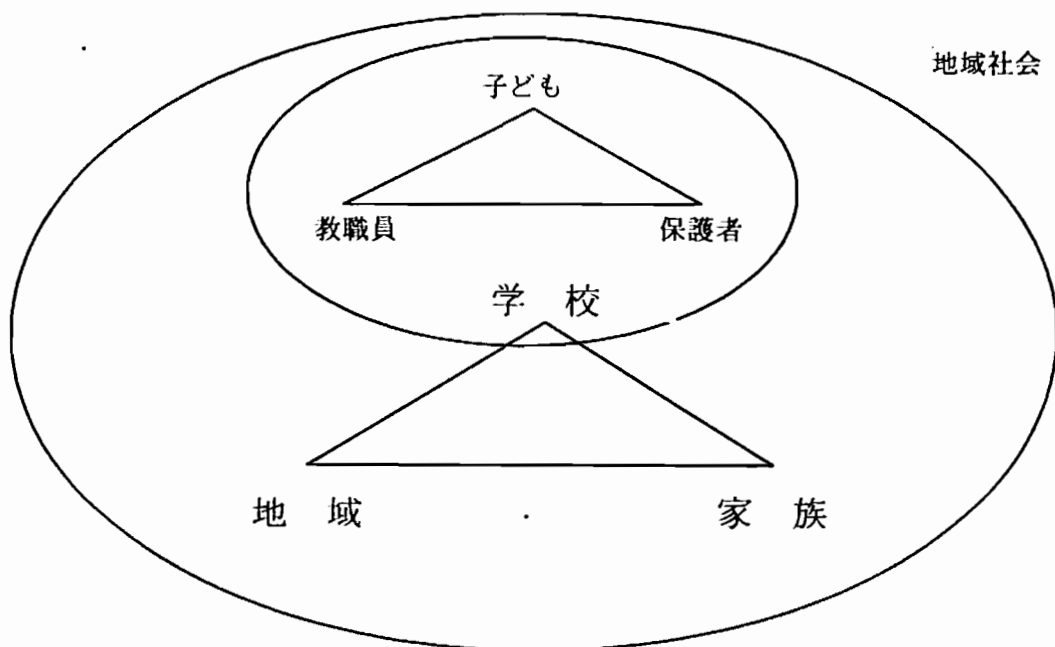 地域社会
子ども
教職員 保護者
学 校
地 域 家 族